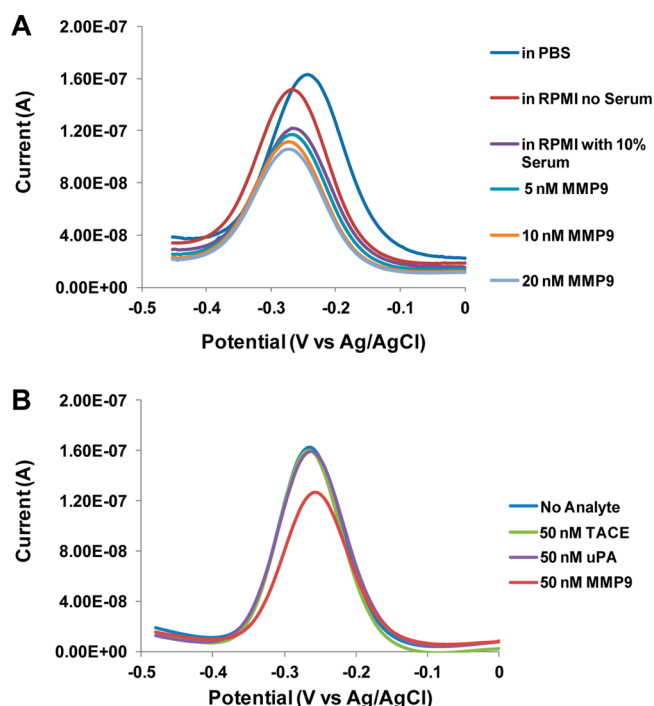 A
2.00E-07
1.60E-07
1.20E-07
8.00E-08
4.00E-08
0.00E+00
Current (A)
-0.5
-0.4
-0.3
-0.2
-0.1
0
Potential (V vs Ag/AgCl)
in PBS
in RPMI no Serum
in RPMI with 10%
Serum
5 nM MMP9
10 nM MMP9
20 nM MMP9
B
2.00E-07
1.60E-07
1.20E-07
8.00E-08
4.00E-08
0.00E+00
Current (A)
-0.5
-0.4
-0.3
-0.2
-0.1
0
Potential (V vs Ag/AgCl)
No Analyte
50 nM TACE
50 nM uPA
50 nM MMP9